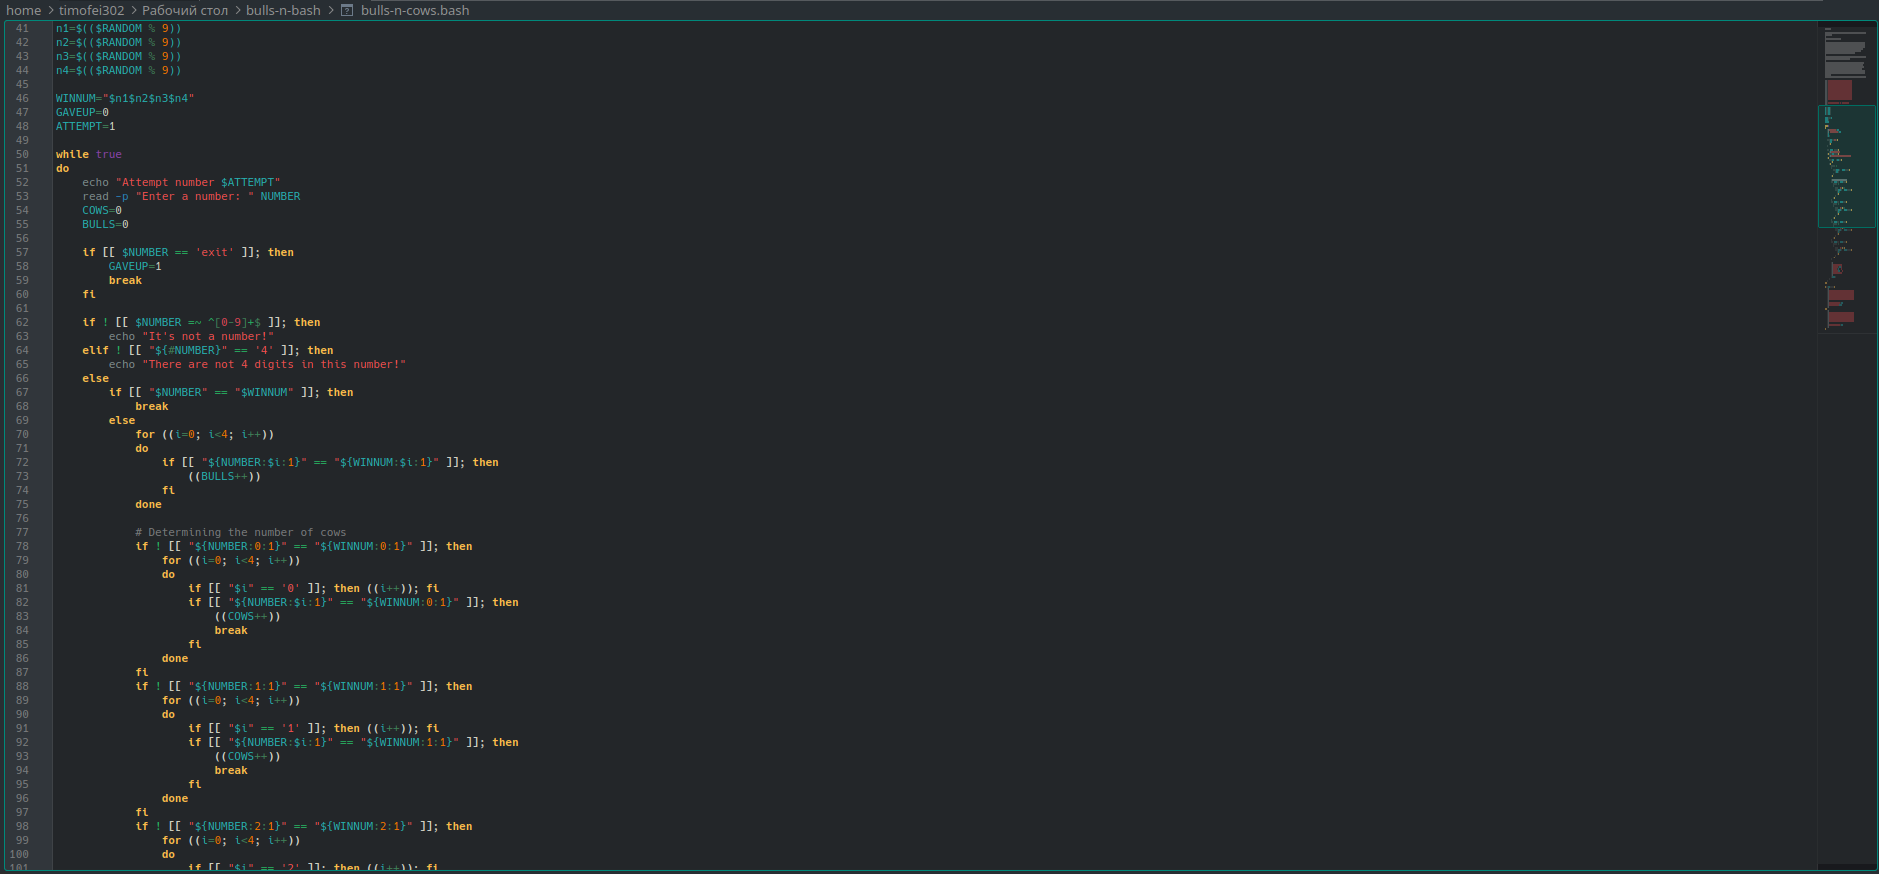 home > timofei302 > Рабочий стол > bulls-n-bash > bulls-n-cows.bash
41 n1=$(($RANDOM % 9))
42 n2=$(($RANDOM % 9))
43 n3=$(($RANDOM % 9))
44 n4=$(($RANDOM % 9))
45
46 WINNUM="$n1$n2$n3$n4"
47 GAVEUP=0
48 ATTEMPT=1
49
50 while true
51 do
52     echo "Attempt number $ATTEMPT"
53     read -p "Enter a number: " NUMBER
54     COWS=0
55     BULLS=0
56
57     if [[ $NUMBER == 'exit' ]]; then
58         GAVEUP=1
59         break
60     fi
61
62     if ! [[ $NUMBER =~ ^[0-9]+$ ]]; then
63         echo "It's not a number!"
64     elif ! [[ "${#NUMBER}" == '4' ]]; then
65         echo "There are not 4 digits in this number!"
66     else
67         if [[ "$NUMBER" == "$WINNUM" ]]; then
68             break
69         else
70             for ((i=0; i<4; i++))
71             do
72                 if [[ "${NUMBER:$i:1}" == "${WINNUM:$i:1}" ]]; then
73                     ((BULLS++))
74                 fi
75             done
76
77             # Determining the number of cows
78             if ! [[ "${NUMBER:0:1}" == "${WINNUM:0:1}" ]]; then
79                 for ((i=0; i<4; i++))
80                 do
81                     if [[ "$i" == '0' ]]; then ((i++)); fi
82                     if [[ "${NUMBER:$i:1}" == "${WINNUM:0:1}" ]]; then
83                         ((COWS++))
84                         break
85                     fi
86                 done
87             fi
88             if ! [[ "${NUMBER:1:1}" == "${WINNUM:1:1}" ]]; then
89                 for ((i=0; i<4; i++))
90                 do
91                     if [[ "$i" == '1' ]]; then ((i++)); fi
92                     if [[ "${NUMBER:$i:1}" == "${WINNUM:1:1}" ]]; then
93                         ((COWS++))
94                         break
95                     fi
96                 done
97             fi
98             if ! [[ "${NUMBER:2:1}" == "${WINNUM:2:1}" ]]; then
99                 for ((i=0; i<4; i++))
100                 do
101                     if [[ "$i" == '2' ]]; then ((i++)); fi